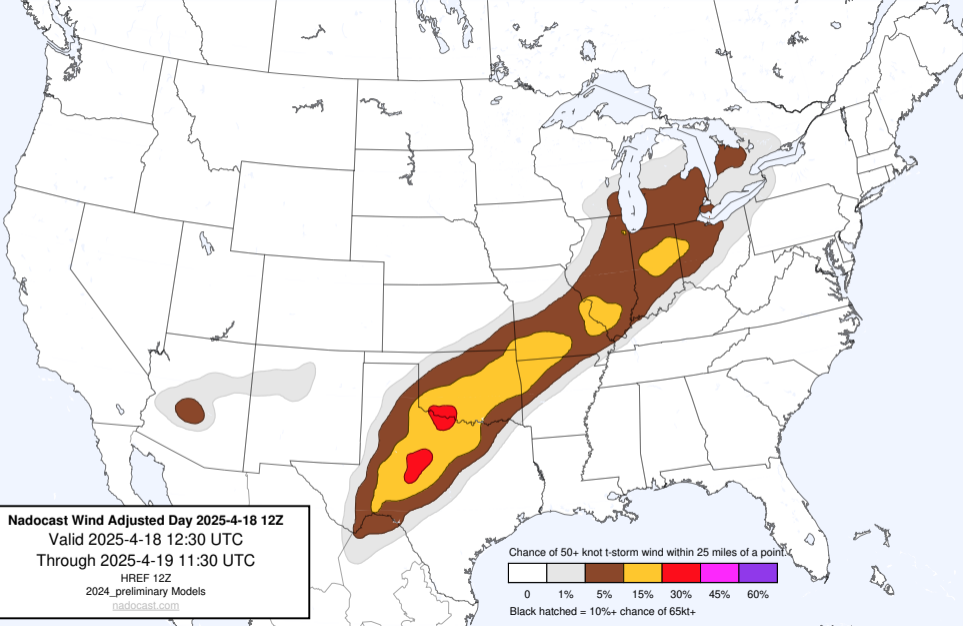 Nadocast Wind Adjusted Day 2025-4-18 12Z
Valid 2025-4-18 12:30 UTC
Through 2025-4-19 11:30 UTC
HREF 12Z
2024_preliminary Models
nadocast.com
Chance of 50+ knot t-storm wind within 25 miles of a point.
0 1% 5% 15% 30% 45% 60%
Black hatched = 10%+ chance of 65kt+